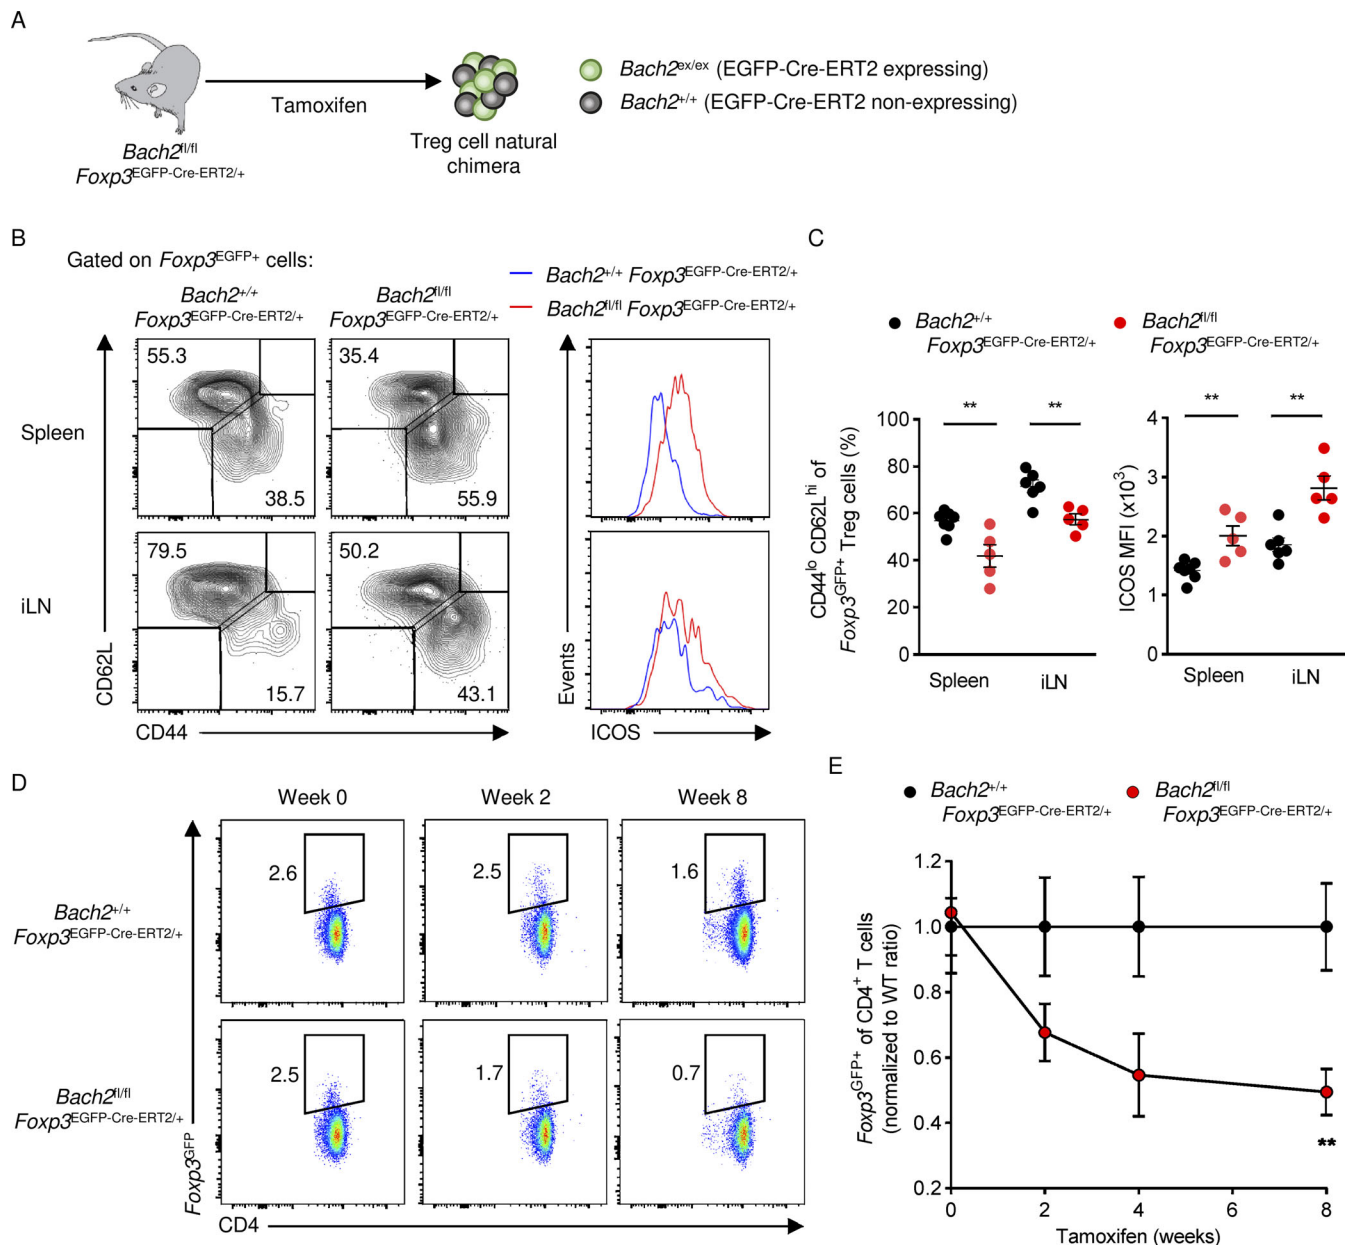 A
Tamoxifen
Bach2fl/fl
Foxp3EGFP-Cre-ERT2/+
Treg cell natural
chimera
Bach2ex/ex (EGFP-Cre-ERT2 expressing)
Bach2+/+ (EGFP-Cre-ERT2 non-expressing)
B
Gated on Foxp3EGFP+ cells:
Bach2+/+
Foxp3EGFP-Cre-ERT2/+
Bach2fl/fl
Foxp3EGFP-Cre-ERT2/+
Bach2+/+ Foxp3EGFP-Cre-ERT2/+
Bach2fl/fl Foxp3EGFP-Cre-ERT2/+
Spleen
55.3
38.5
35.4
55.9
iLN
79.5
15.7
50.2
43.1
CD62L
CD44
Events
ICOS
C
Bach2+/+
Foxp3EGFP-Cre-ERT2/+
Bach2fl/fl
Foxp3EGFP-Cre-ERT2/+
CD44lo CD62Lhi of
Foxp3GFP+ Treg cells (%)
100
80
60
40
20
0
**
**
Spleen
iLN
ICOS MFI (x103)
4
3
2
1
0
**
**
Spleen
iLN
D
Week 0
Week 2
Week 8
Bach2+/+
Foxp3EGFP-Cre-ERT2/+
2.6
2.5
1.6
Bach2fl/fl
Foxp3EGFP-Cre-ERT2/+
2.5
1.7
0.7
Foxp3GFP
CD4
E
Bach2+/+
Foxp3EGFP-Cre-ERT2/+
Bach2fl/fl
Foxp3EGFP-Cre-ERT2/+
Foxp3GFP+ of CD4+ T cells
(normalized to WT ratio)
1.2
1.0
0.8
0.6
0.4
0.2
**
0
2
4
6
8
Tamoxifen (weeks)